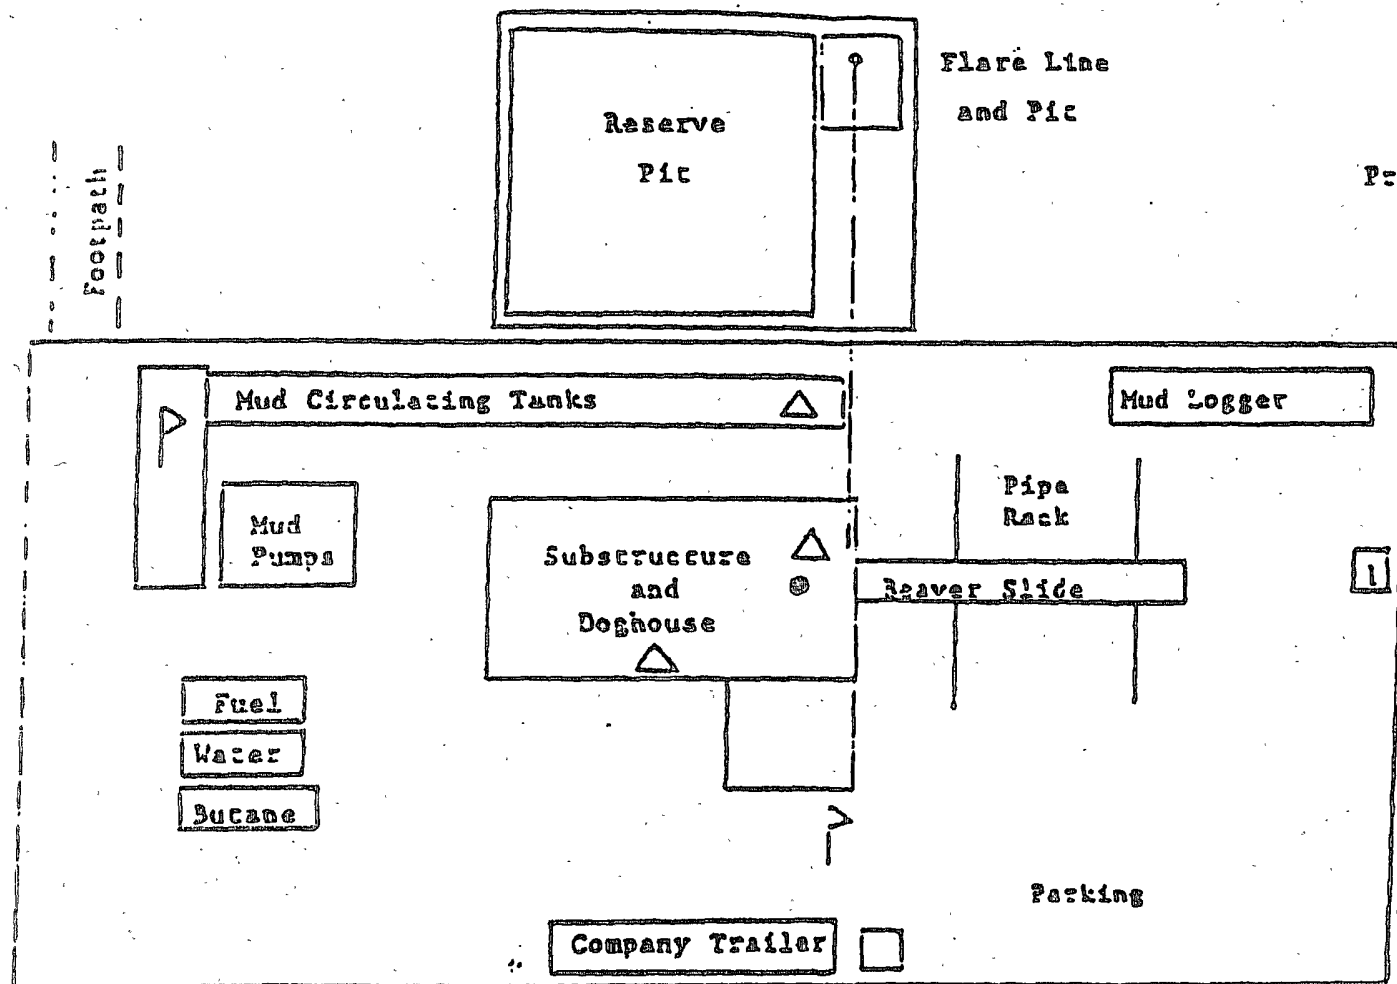 Flare Line
and Pit
Reserve
Pit
Footpath
Mud Circulating Tanks
Mud Logger
Pipe
Rack
Mud
Pumps
Substructure
and
Doghouse
Beaver Slide
1
Fuel
Water
Butane
Parking
Company Trailer